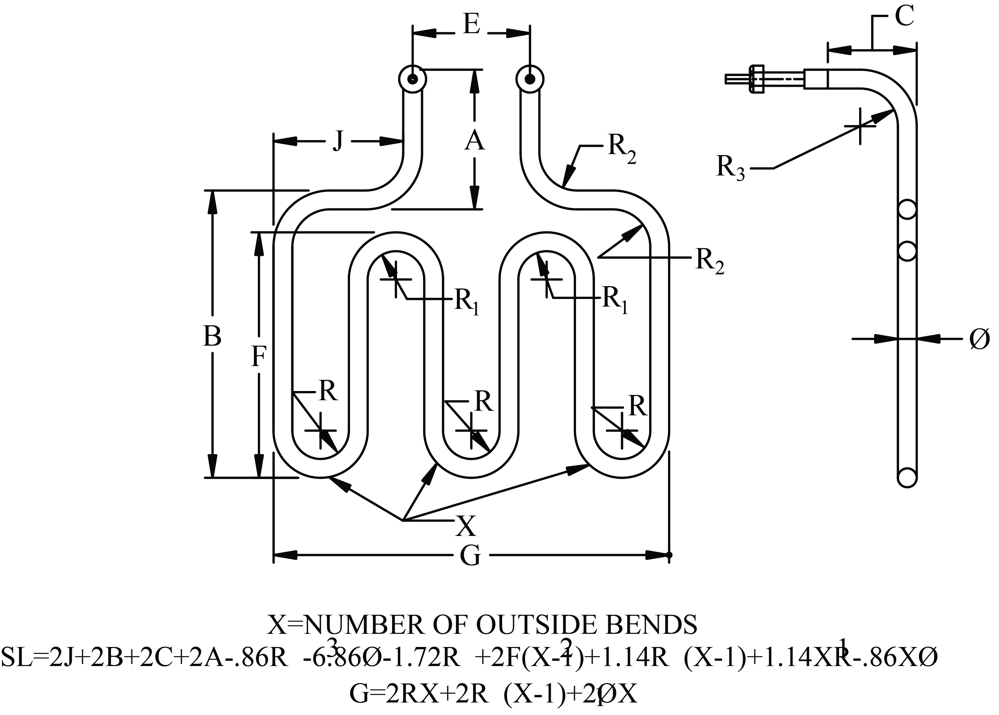 E
C
J
A
R2
R3
B
F
R1
R1
R2
Ø
R
R
R
X
G
X=NUMBER OF OUTSIDE BENDS
SL=2J+2B+2C+2A-.86R3-6.86Ø-1.72R2+2F(X-1)+1.14R1(X-1)+1.14XR-.86XØ
G=2RX+2R1(X-1)+2ØX